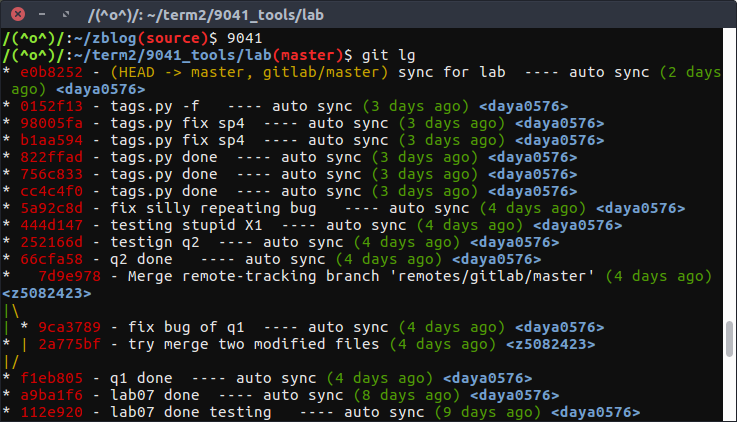 /(^o^)/: ~/term2/9041_tools/lab
/(^o^)/:~/zblog(source)$ 9041
/(^o^)/:~/term2/9041_tools/lab(master)$ git lg
* e0b8252 - (HEAD -> master, gitlab/master) sync for lab  ---- auto sync (2 days
 ago) <daya0576>
* 0152f13 - tags.py -f   ---- auto sync (3 days ago) <daya0576>
* 98005fa - tags.py fix sp4  ---- auto sync (3 days ago) <daya0576>
* b1aa594 - tags.py fix sp4  ---- auto sync (3 days ago) <daya0576>
* 822ffad - tags.py done  ---- auto sync (3 days ago) <daya0576>
* 756c833 - tags.py done  ---- auto sync (3 days ago) <daya0576>
* cc4c4f0 - tags.py done  ---- auto sync (3 days ago) <daya0576>
* 5a92c8d - fix silly repeating bug   ---- auto sync (4 days ago) <daya0576>
* 444d147 - testing stupid X1  ---- auto sync (4 days ago) <daya0576>
* 252166d - testign q2  ---- auto sync (4 days ago) <daya0576>
* 66cfa58 - q2 done   ---- auto sync (4 days ago) <daya0576>
*   7d9e978 - Merge remote-tracking branch 'remotes/gitlab/master' (4 days ago)
<z5082423>
|\
| * 9ca3789 - fix bug of q1  ---- auto sync (4 days ago) <daya0576>
* | 2a775bf - try merge two modified files (4 days ago) <z5082423>
|/
* f1eb805 - q1 done  ---- auto sync (4 days ago) <daya0576>
* a9ba1f6 - lab07 done  ---- auto sync (8 days ago) <daya0576>
* 112e920 - lab07 done testing   ---- auto sync (9 days ago) <daya0576>